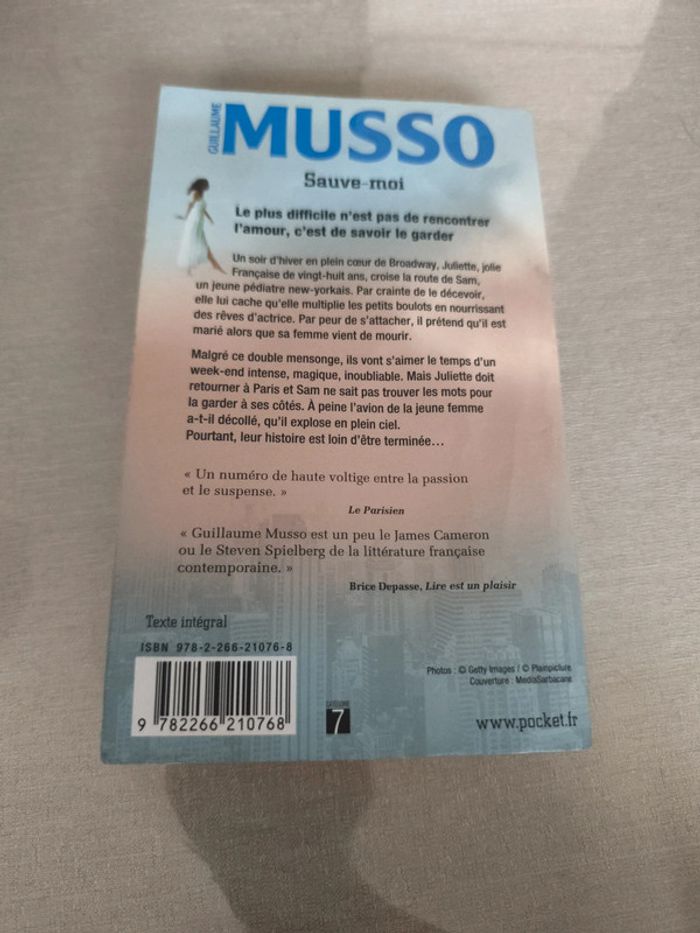 GUILLAUME
MUSSO
Sauve-moi
Le plus difficile n'est pas de rencontrer
l'amour, c'est de savoir le garder
Un soir d'hiver en plein cœur de Broadway, Juliette, jolie
Française de vingt-huit ans, croise la route de Sam,
un jeune pédiatre new-yorkais. Par crainte de le décevoir,
elle lui cache qu'elle multiplie les petits boulots en nourrissant
des rêves d'actrice. Par peur de s'attacher, il prétend qu'il est
marié alors que sa femme vient de mourir.
Malgré ce double mensonge, ils vont s'aimer le temps d'un
week-end intense, magique, inoubliable. Mais Juliette doit
retourner à Paris et Sam ne sait pas trouver les mots pour
la garder à ses côtés. À peine l'avion de la jeune femme
a-t-il décollé, qu'il explose en plein ciel.
Pourtant, leur histoire est loin d'être terminée…
« Un numéro de haute voltige entre la passion
et le suspense. »
Le Parisien
« Guillaume Musso est un peu le James Cameron
ou le Steven Spielberg de la littérature française
contemporaine. »
Brice Depasse, Lire est un plaisir
Texte intégral
ISBN 978-2-266-21076-8
9 782266 210768
CATÉGORIE
7
Photos : © Getty Images / © Plainpicture
Couverture : MediaSarbacane
www.pocket.fr